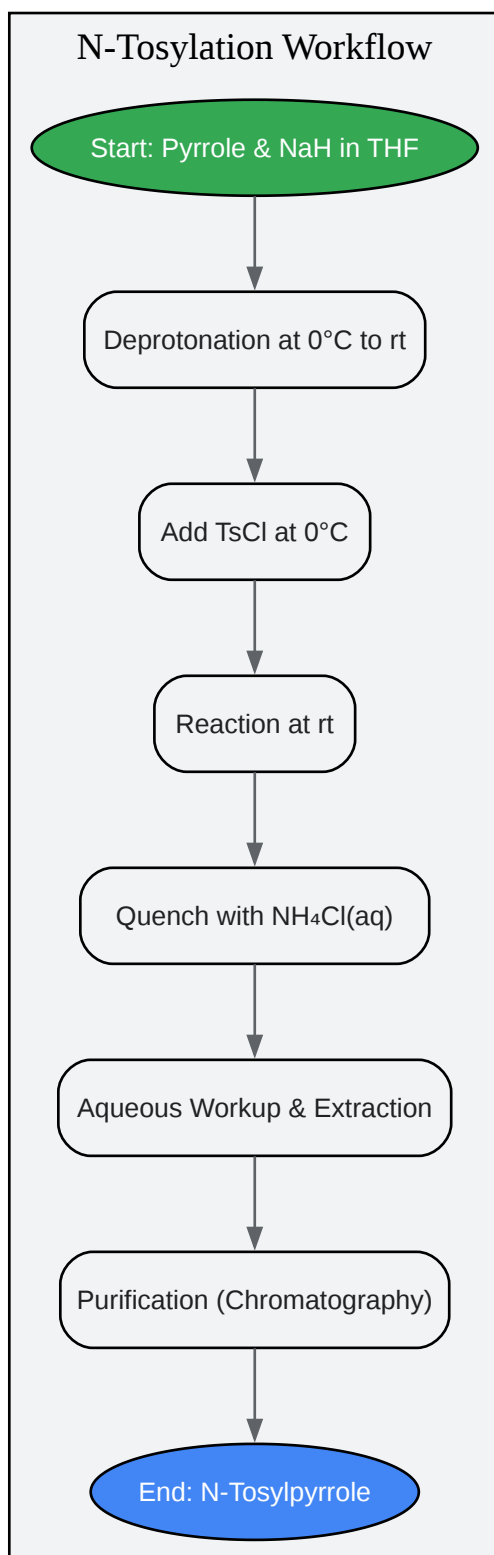 N-Tosylation Workflow
Start: Pyrrole & NaH in THF
Deprotonation at 0°C to rt
Add TsCl at 0°C
Reaction at rt
Quench with NH₄Cl(aq)
Aqueous Workup & Extraction
Purification (Chromatography)
End: N-Tosylpyrrole